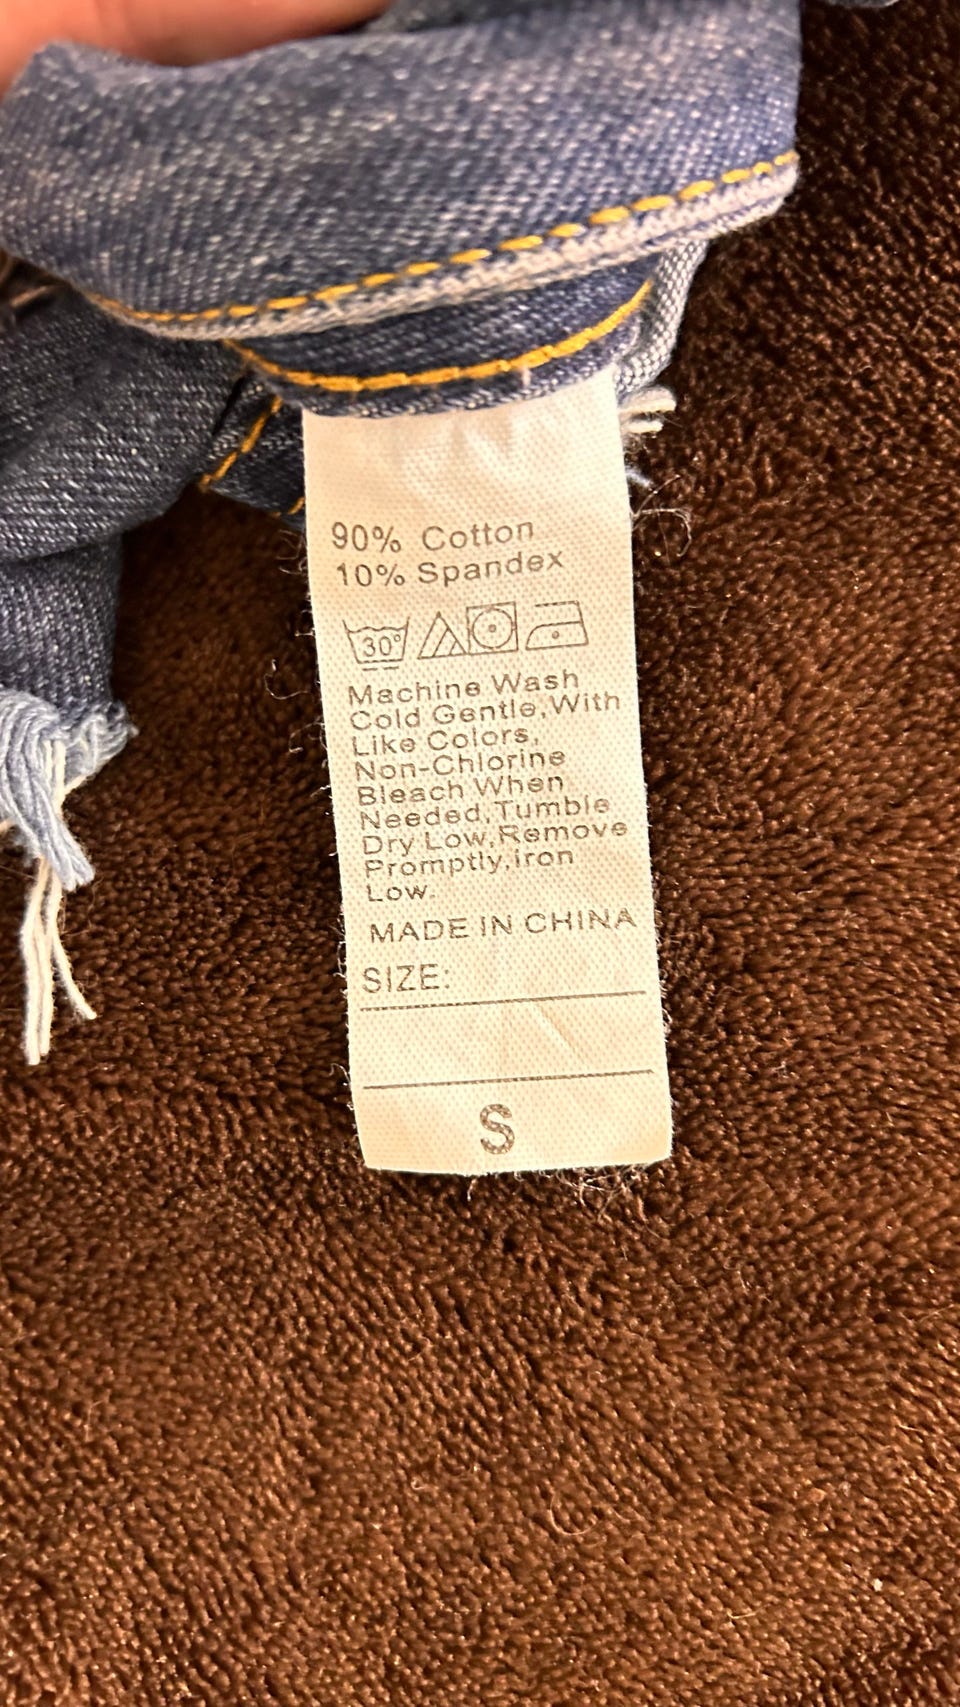 90% Cotton
10% Spandex
30°
Machine Wash
Cold Gentle,With
Like Colors,
Non-Chlorine
Bleach When
Needed,Tumble
Dry Low,Remove
Promptly,iron
Low.
MADE IN CHINA
SIZE:
S